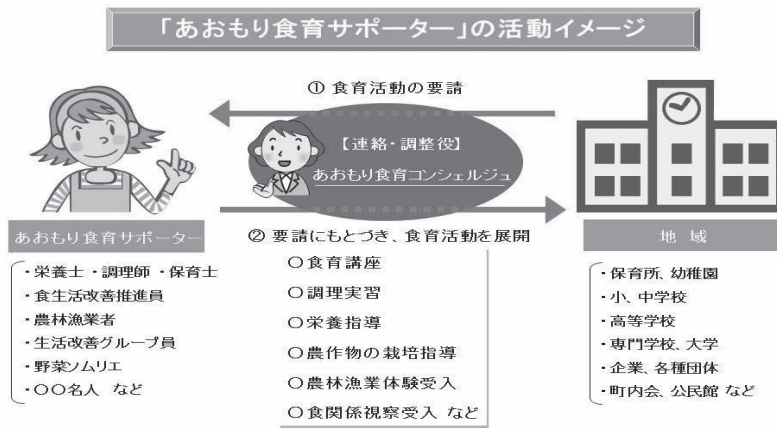 「あおもり食育サポーター」の活動イメージ
① 食育活動の要請
【連絡・調整役】
あおもり食育コンシェルジュ
② 要請にもとづき、食育活動を展開
あおもり食育サポーター
・栄養士・調理師・保育士
・食生活改善推進員
・農林漁業者
・生活改善グループ員
・野菜ソムリエ
・〇〇名人 など
〇食育講座
〇調理実習
〇栄養指導
〇農作物の栽培指導
〇農林漁業体験受入
〇食関係視察受入 など
地 域
・保育所、幼稚園
・小、中学校
・高等学校
・専門学校、大学
・企業、各種団体
・町内会、公民館 など